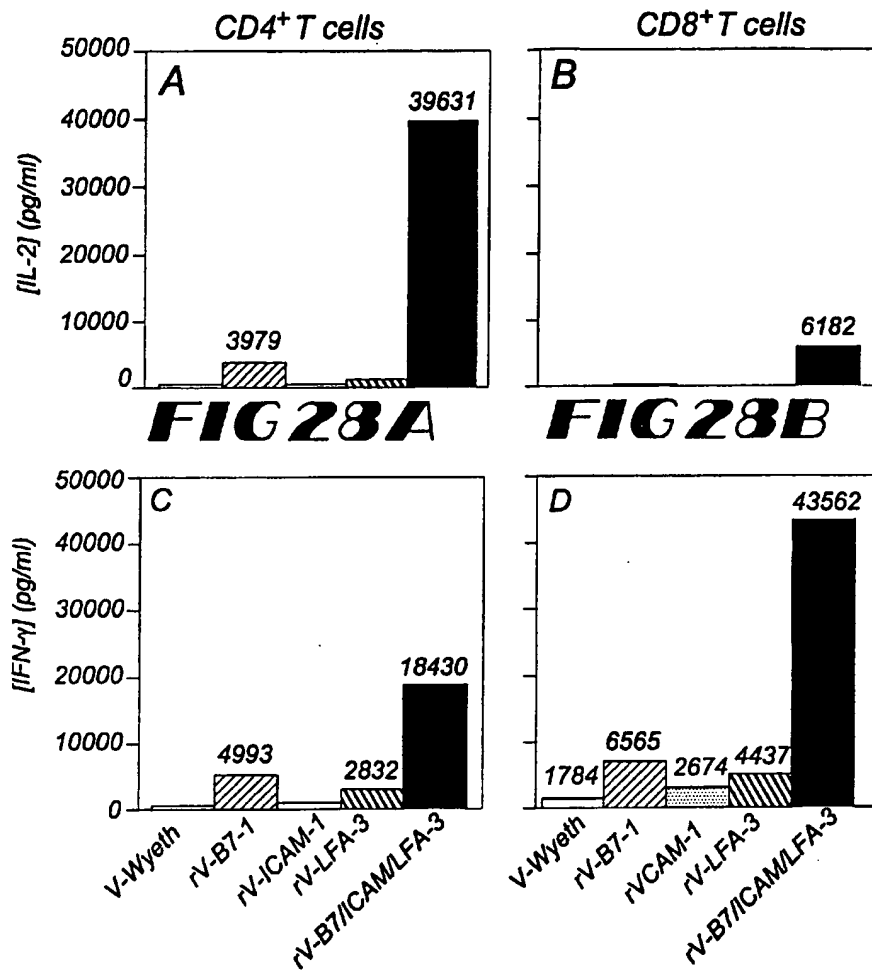 CD4+ T cells
CD8+ T cells
[IL-2] (pg/ml)
50000
40000
30000
20000
10000
0
A
3979
39631
B
6182
FIG 28A
FIG 28B
[IFN-γ] (pg/ml)
50000
40000
30000
20000
10000
0
C
4993
2832
18430
D
1784
6565
2674
4437
43562
V-Wyeth
rV-B7-1
rV-ICAM-1
rV-LFA-3
rV-B7/ICAM/LFA-3
V-Wyeth
rV-B7-1
rVCAM-1
rV-LFA-3
rV-B7/ICAM/LFA-3